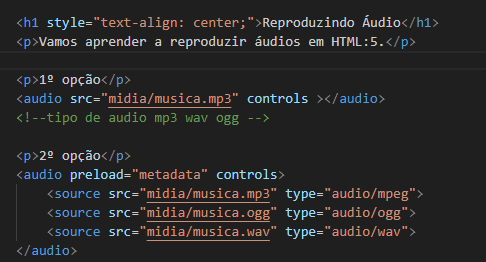 <h1 style="text-align: center;">Reproduzindo Áudio</h1>
<p>Vamos aprender a reproduzir áudios em HTML:5.</p>
<p>1º opção</p>
<audio src="midia/musica.mp3" controls ></audio>
<!--tipo de audio mp3 wav ogg -->
<p>2º opção</p>
<audio preload="metadata" controls>
<source src="midia/musica.mp3" type="audio/mpeg">
<source src="midia/musica.ogg" type="audio/ogg">
<source src="midia/musica.wav" type="audio/wav">
</audio>